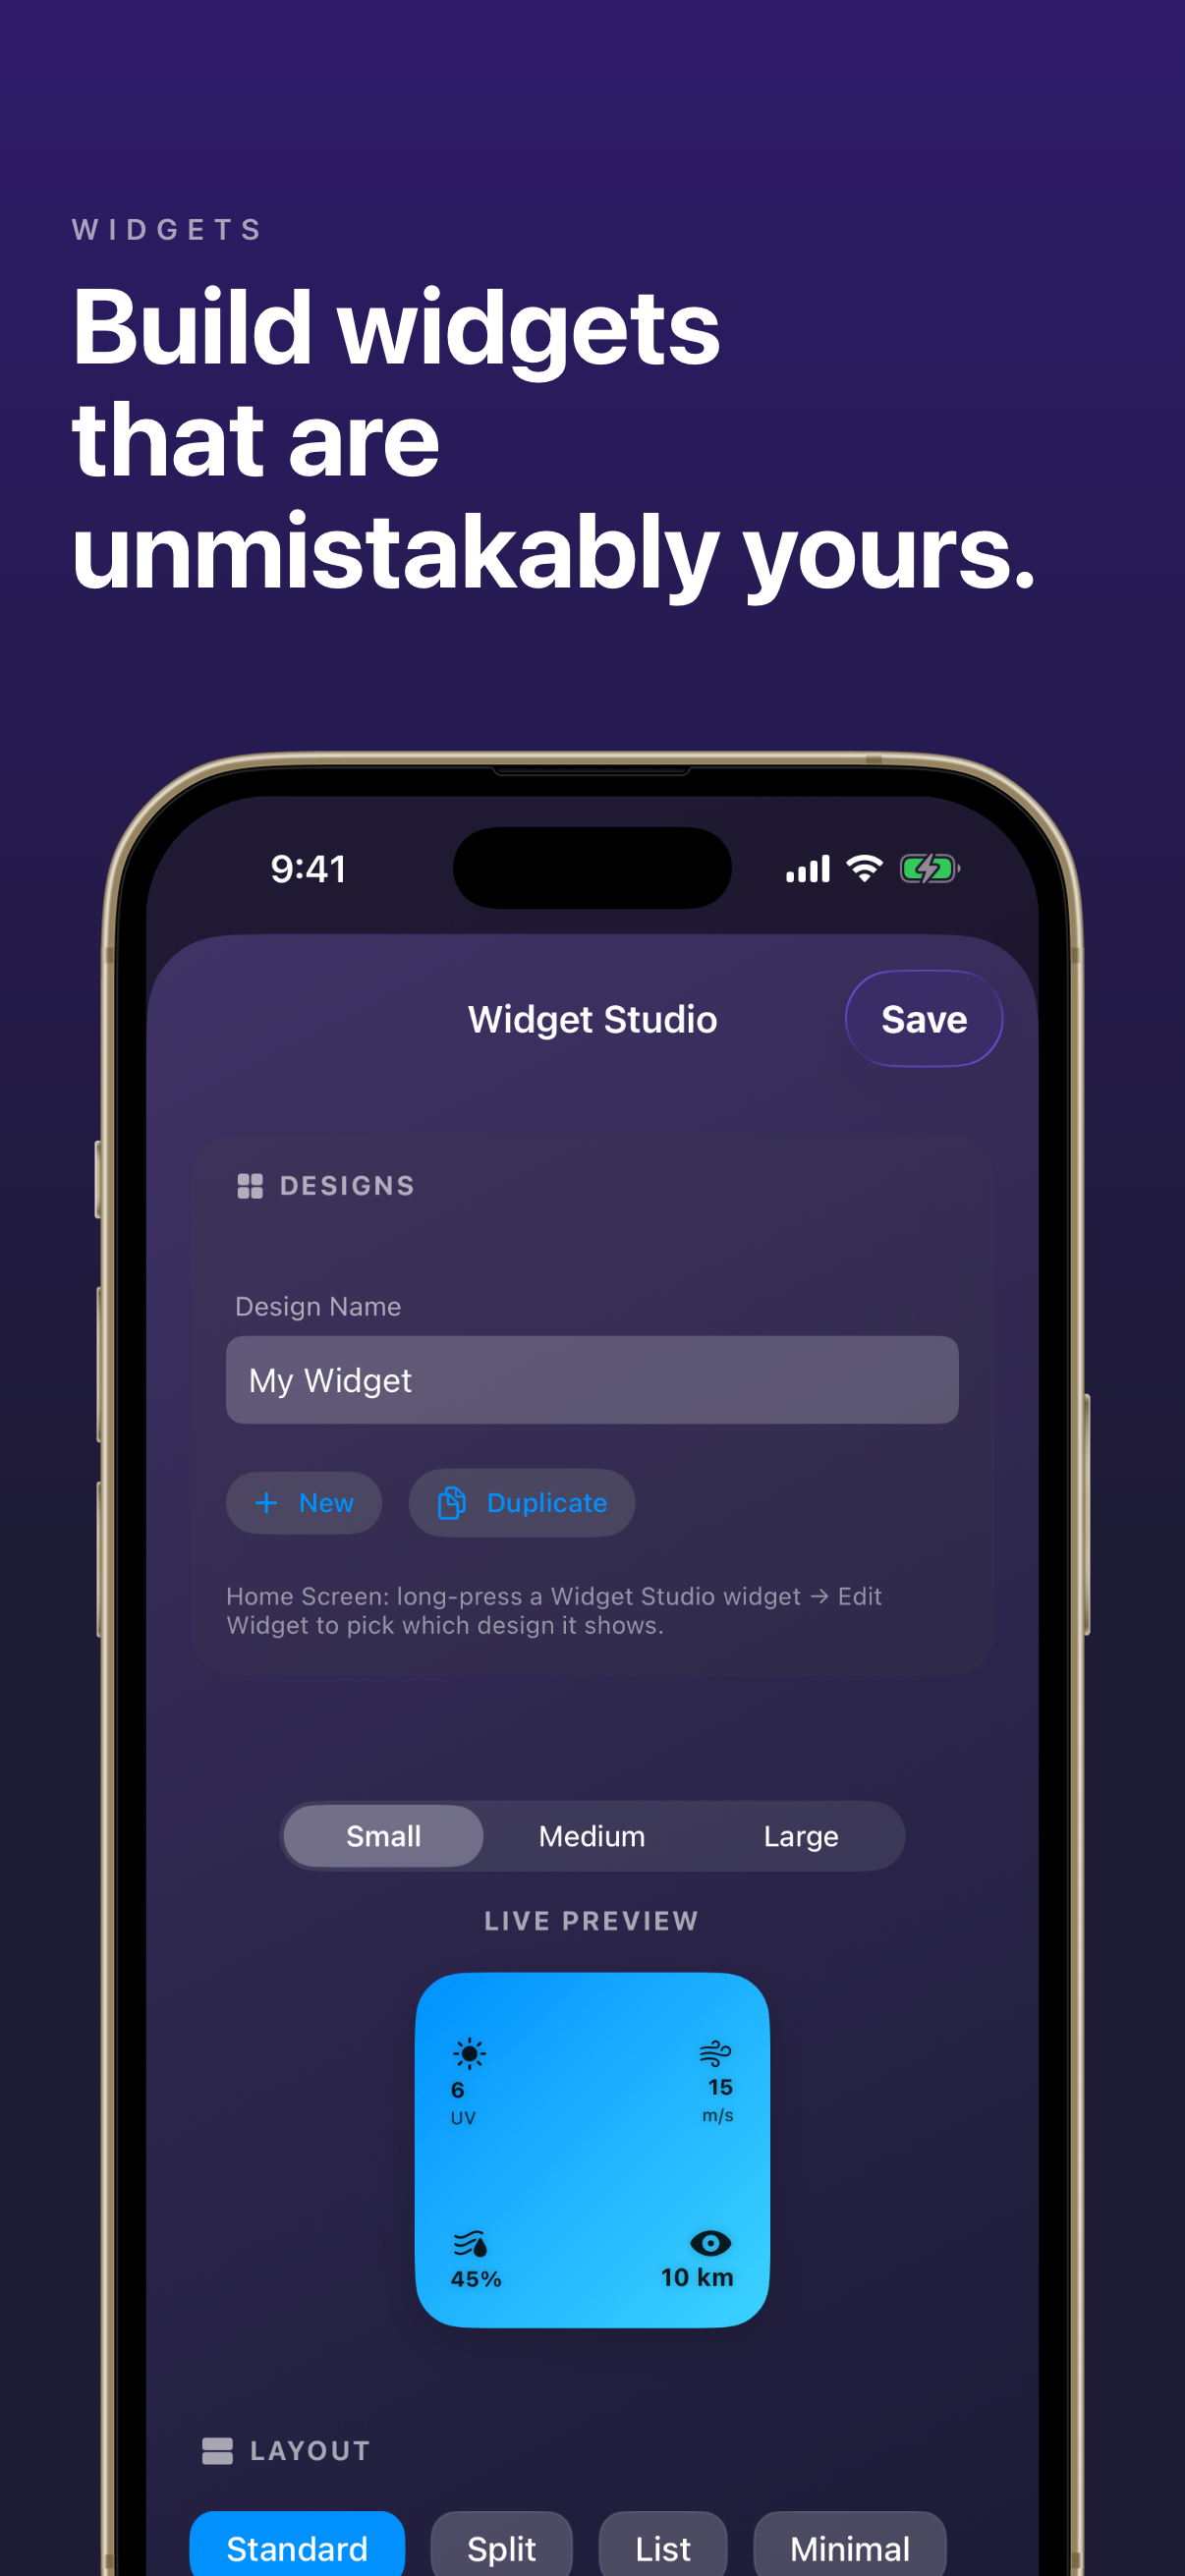 WIDGETS
Build widgets
that are
unmistakably yours.
9:41
Widget Studio
Save
DESIGNS
Design Name
My Widget
+ New
Duplicate
Home Screen: long-press a Widget Studio widget → Edit
Widget to pick which design it shows.
Small Medium Large
LIVE PREVIEW
6 15
UV m/s
45% 10 km
LAYOUT
Standard Split List Minimal